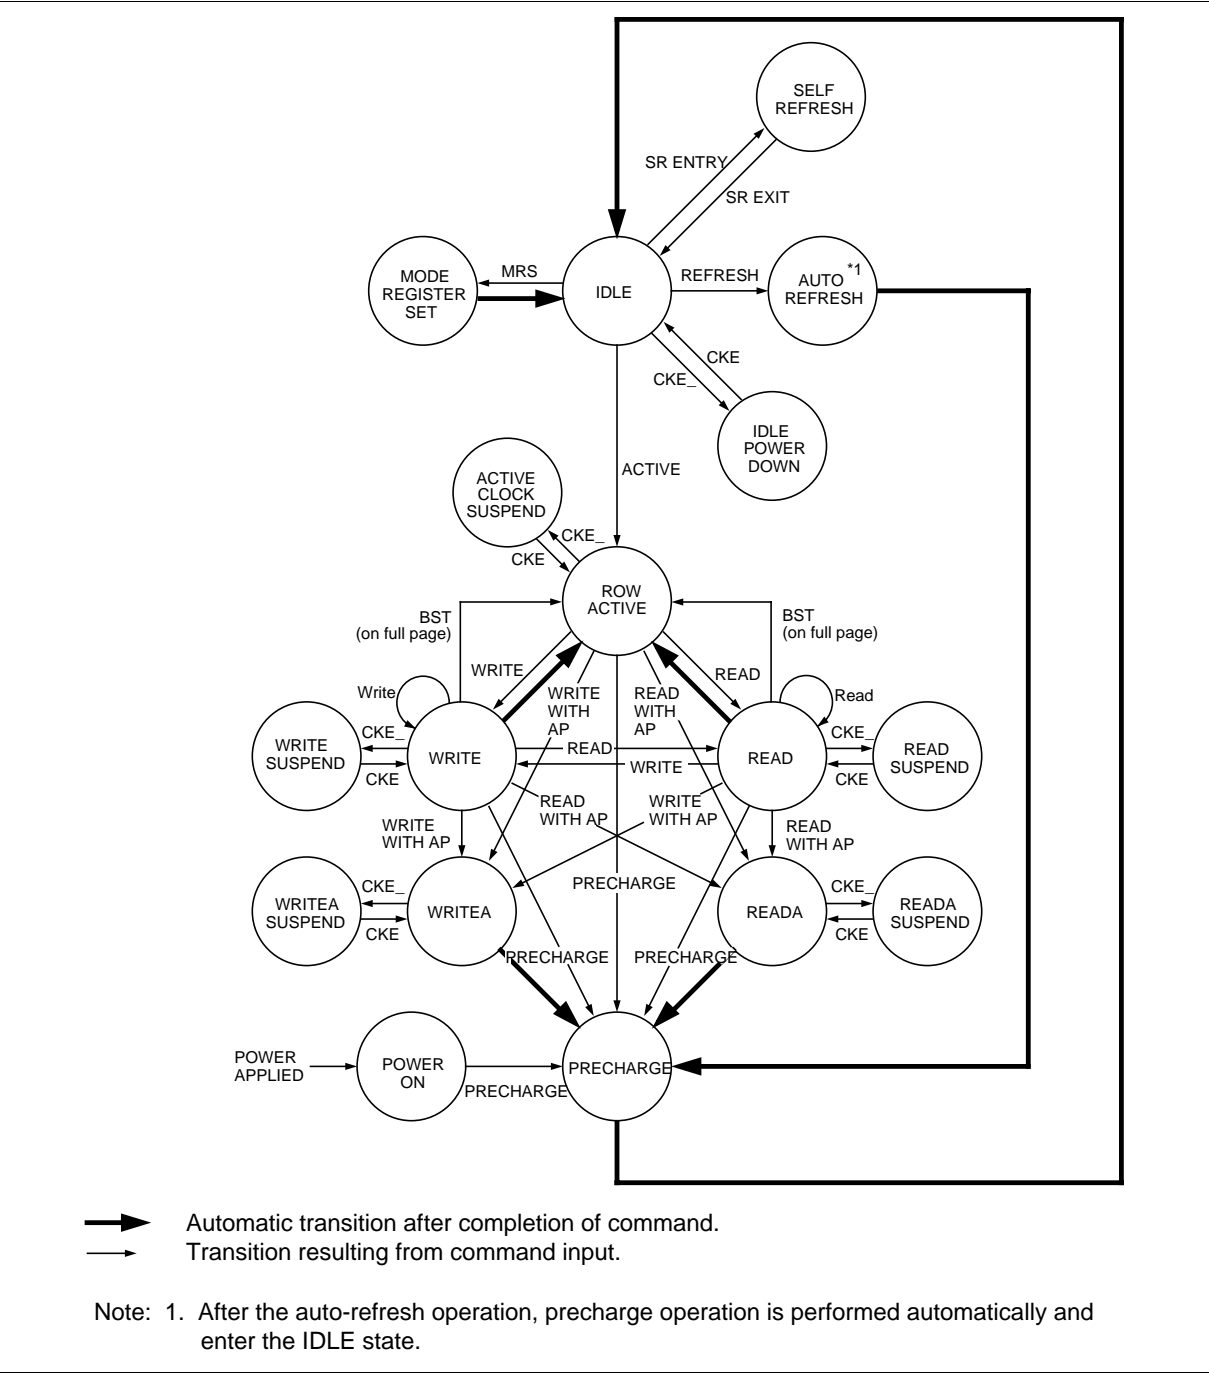 SELF
REFRESH
SR ENTRY
SR EXIT
MODE
REGISTER
SET
MRS
IDLE
REFRESH
AUTO *1
REFRESH
CKE
CKE_
IDLE
POWER
DOWN
ACTIVE
ACTIVE
CLOCK
SUSPEND
CKE_
CKE
ROW
ACTIVE
BST
(on full page)
BST
(on full page)
WRITE
READ
Write
WRITE
WITH
AP
READ
WITH
AP
Read
WRITE
SUSPEND
CKE_
CKE
WRITE
READ
WRITE
READ
CKE_
CKE
READ
SUSPEND
WRITE
WITH AP
READ
WITH AP
WRITE
WITH AP
READ
WITH AP
WRITEA
SUSPEND
CKE_
CKE
WRITEA
PRECHARGE
READA
CKE_
CKE
READA
SUSPEND
PRECHARGE
PRECHARGE
POWER
APPLIED
POWER
ON
PRECHARGE
PRECHARGE
Automatic transition after completion of command.
Transition resulting from command input.
Note: 1. After the auto-refresh operation, precharge operation is performed automatically and
enter the IDLE state.